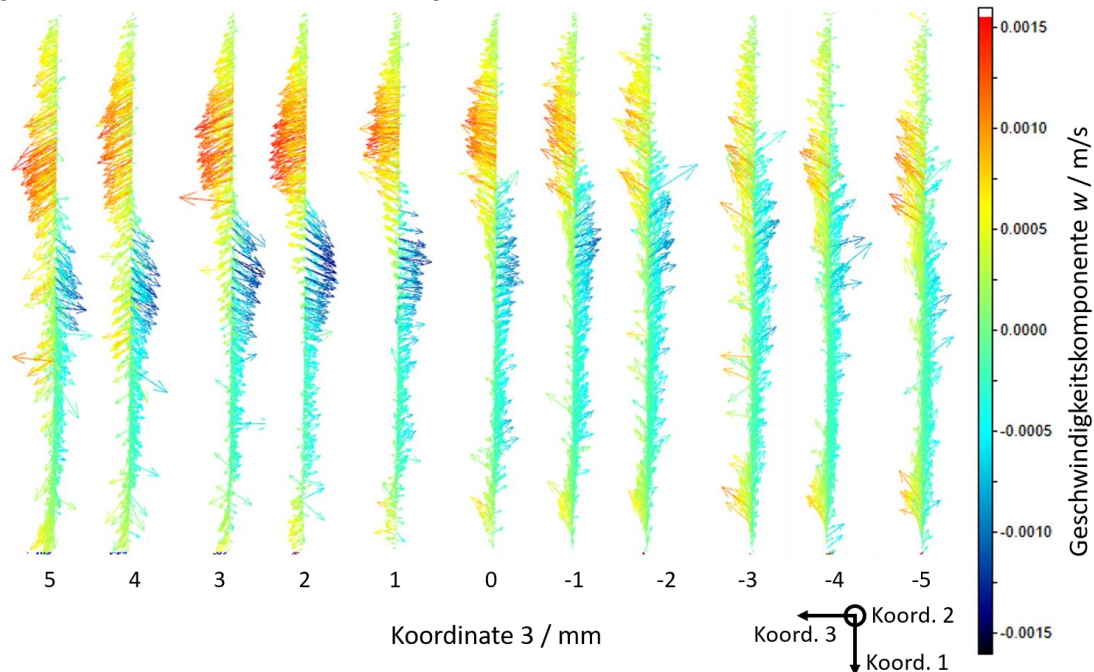 0.0015
0.0010
0.0005
0.0000
-0.0005
-0.0010
-0.0015
Geschwindigkeitskomponente w / m/s
5 4 3 2 1 0 -1 -2 -3 -4 -5
Koordinate 3 / mm
Koord. 2
Koord. 3
Koord. 1